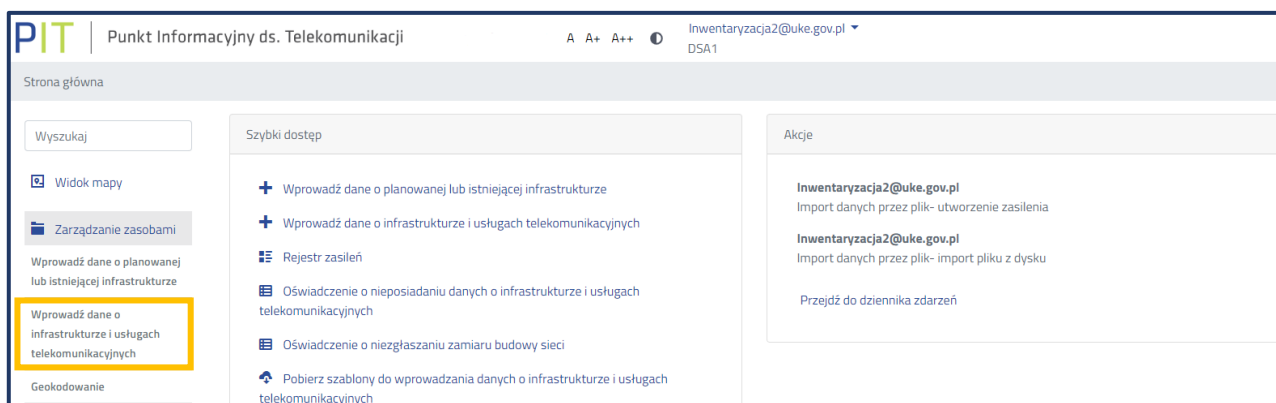 PIT Punkt Informacyjny ds. Telekomunikacji
A A+ A++
Inwentaryzacja2@uke.gov.pl
DSA1
Strona główna
Wyszukaj
Widok mapy
Zarządzanie zasobami
Wprowadź dane o planowanej
lub istniejącej infrastrukturze
Wprowadź dane o
infrastrukturze i usługach
telekomunikacyjnych
Geokodowanie
Szybki dostęp
Wprowadź dane o planowanej lub istniejącej infrastrukturze
Wprowadź dane o infrastrukturze i usługach telekomunikacyjnych
Rejestr zasileń
Oświadczenie o nieposiadaniu danych o infrastrukturze i usługach
telekomunikacyjnych
Oświadczenie o niezgłaszaniu zamiaru budowy sieci
Pobierz szablony do wprowadzania danych o infrastrukturze i usługach
telekomunikacyjnych
Akcje
Inwentaryzacja2@uke.gov.pl
Import danych przez plik- utworzenie zasilenia
Inwentaryzacja2@uke.gov.pl
Import danych przez plik- import pliku z dysku
Przejdź do dziennika zdarzeń